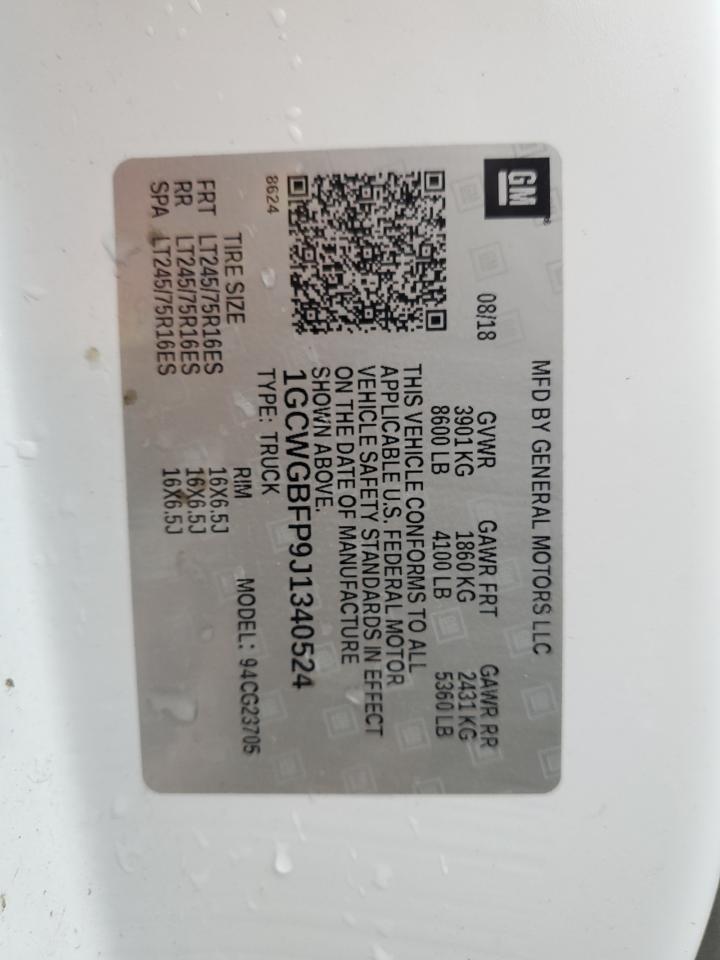 GM
MFD BY GENERAL MOTORS LLC
08/18 GVWR GAWR FRT GAWR RR
3901 KG 1860 KG 2431 KG
8600 LB 4100 LB 5360 LB
THIS VEHICLE CONFORMS TO ALL
APPLICABLE U.S. FEDERAL MOTOR
VEHICLE SAFETY STANDARDS IN EFFECT
ON THE DATE OF MANUFACTURE
SHOWN ABOVE.
1GCWGBFP9J1340524
8624 TYPE: TRUCK MODEL: 94CG23705
TIRE SIZE RIM
FRT LT245/75R16ES 16X6.5J
RR LT245/75R16ES 16X6.5J
SPA LT245/75R16ES 16X6.5J